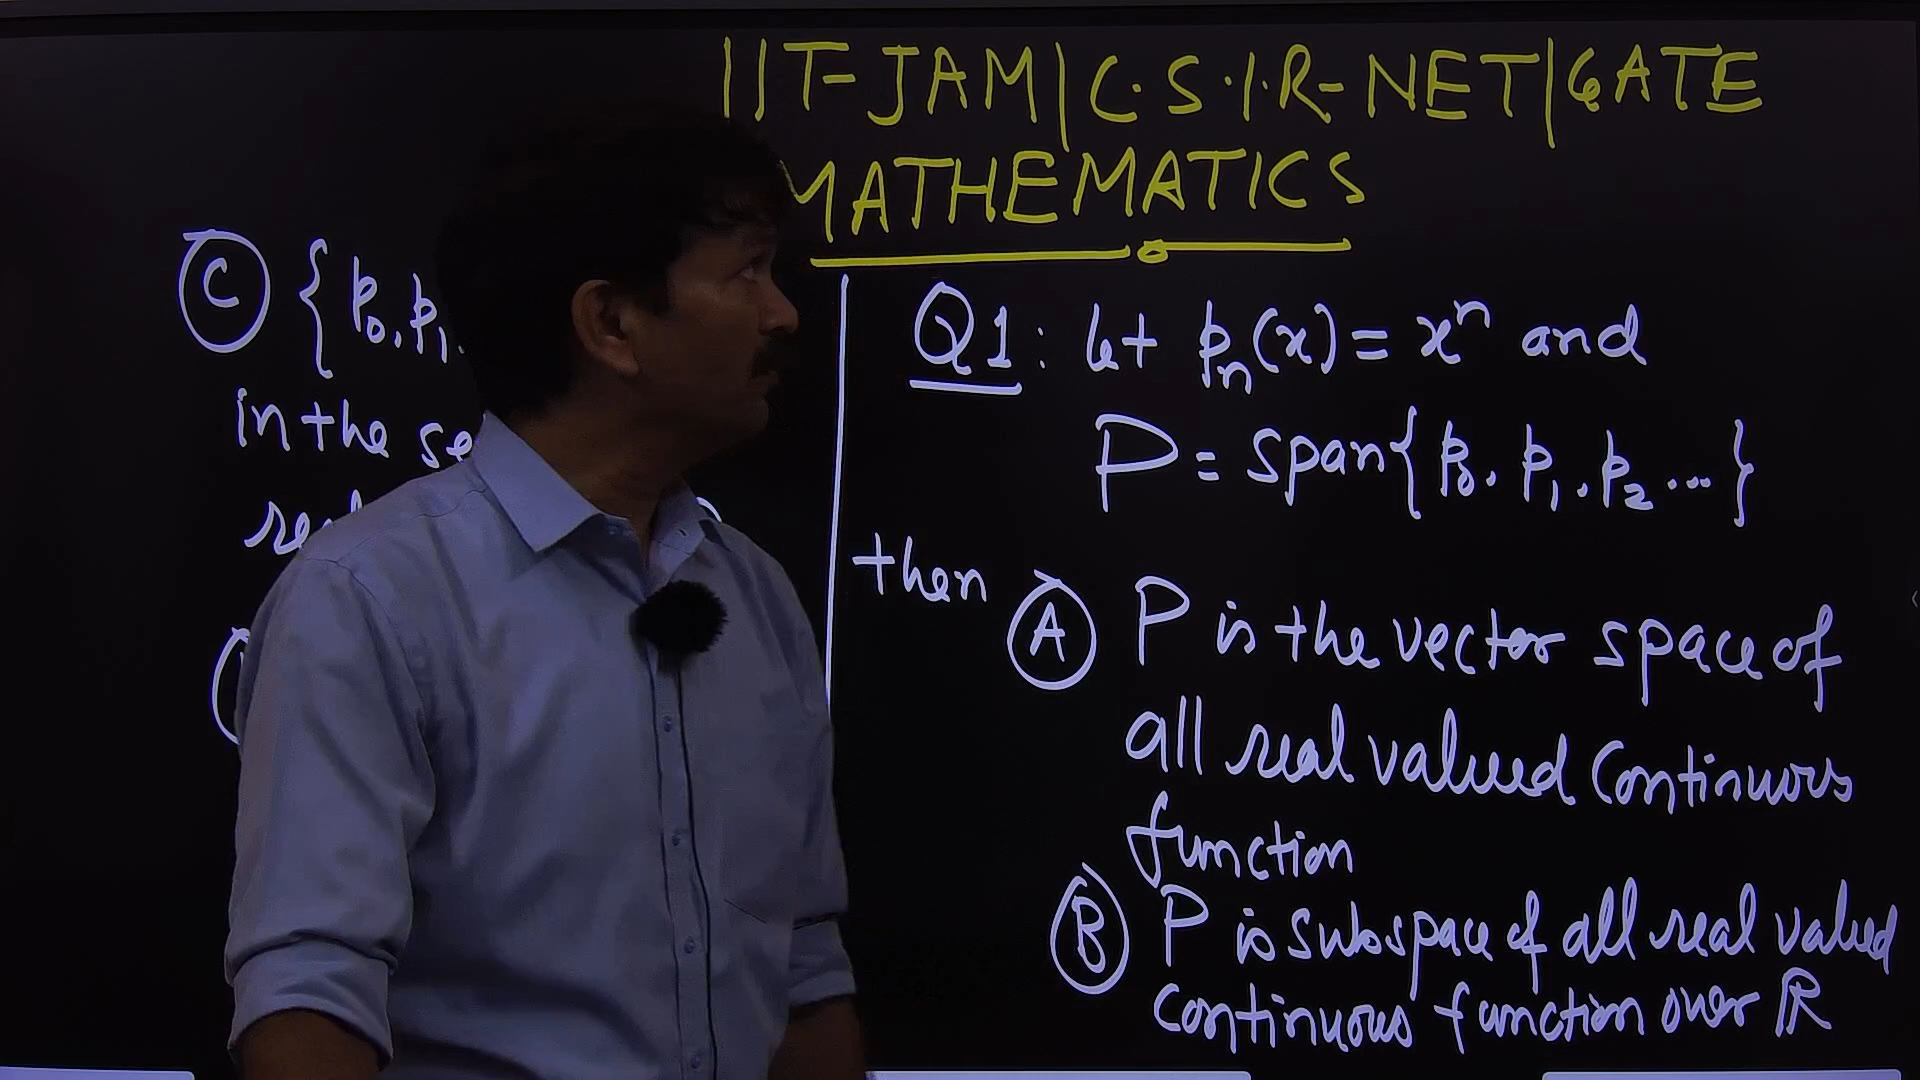 IIT-JAM|C.S.I.R-NET|GATE
MATHEMATICS
Q1: let pn(x) = x^n and
P = span{p0, p1, p2 ...}
then (A) P is the vector space of
all real valued continuous
function
(B) P is subspace of all real valued
continuous function over ℝ
(C) {p0, p1,
in the